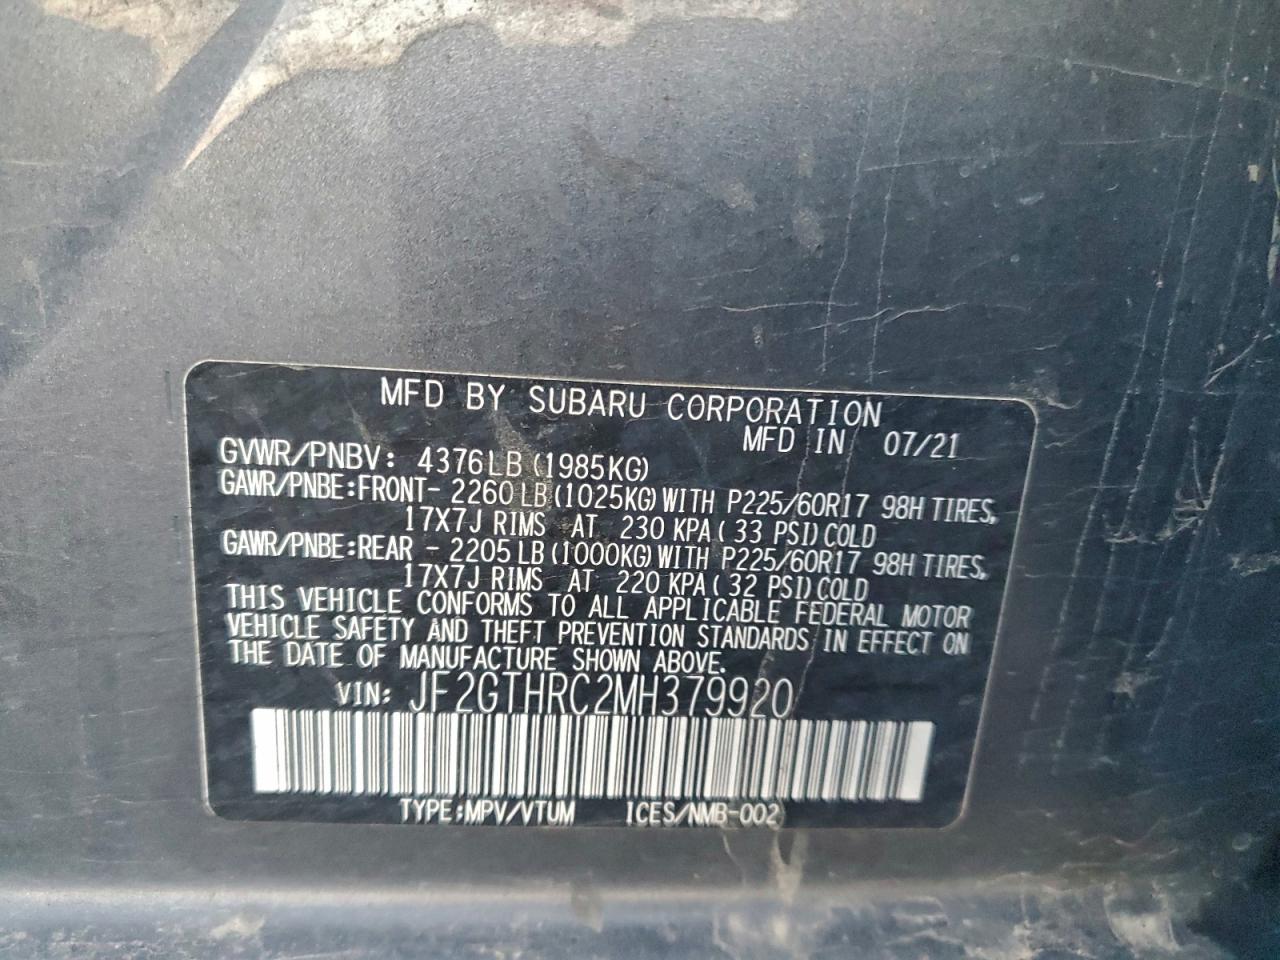 MFD BY SUBARU CORPORATION
MFD IN 07/21
GVWR/PNBV: 4376LB (1985KG)
GAWR/PNBE:FRONT- 2260LB(1025KG)WITH P225/60R17 98H TIRES,
17X7J RIMS AT 230 KPA(33 PSI)COLD
GAWR/PNBE:REAR - 2205LB(1000KG)WITH P225/60R17 98H TIRES,
17X7J RIMS AT 220 KPA(32 PSI)COLD
THIS VEHICLE CONFORMS TO ALL APPLICABLE FEDERAL MOTOR
VEHICLE SAFETY AND THEFT PREVENTION STANDARDS IN EFFECT ON
THE DATE OF MANUFACTURE SHOWN ABOVE.
VIN: JF2GTHRC2MH379920
TYPE:MPV/VTUM ICES/NMB-002